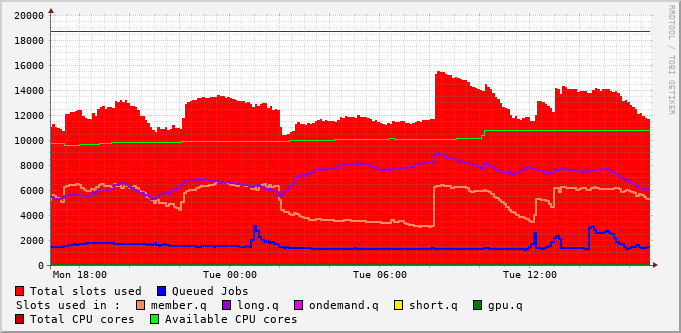 20000
18000
16000
14000
12000
10000
8000
6000
4000
2000
0
Mon 18:00 Tue 00:00 Tue 06:00 Tue 12:00
RRDTOOL / TOBI OETIKER
Total slots used Queued Jobs
Slots used in : member.q long.q ondemand.q short.q gpu.q
Total CPU cores Available CPU cores